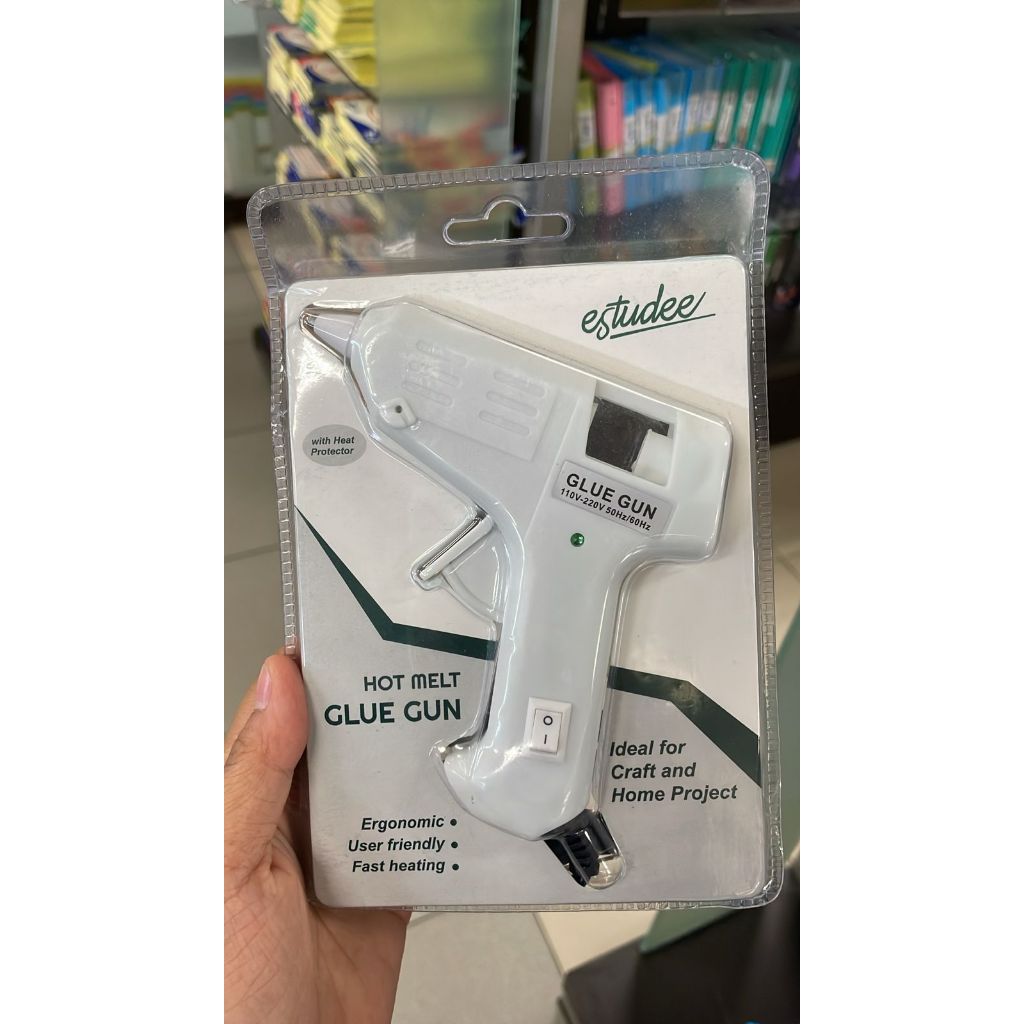 estudee
with Heat
Protector
GLUE GUN
110V-220V 50Hz/60Hz
HOT MELT
GLUE GUN
O
I
Ideal for
Craft and
Home Project
Ergonomic •
User friendly •
Fast heating •